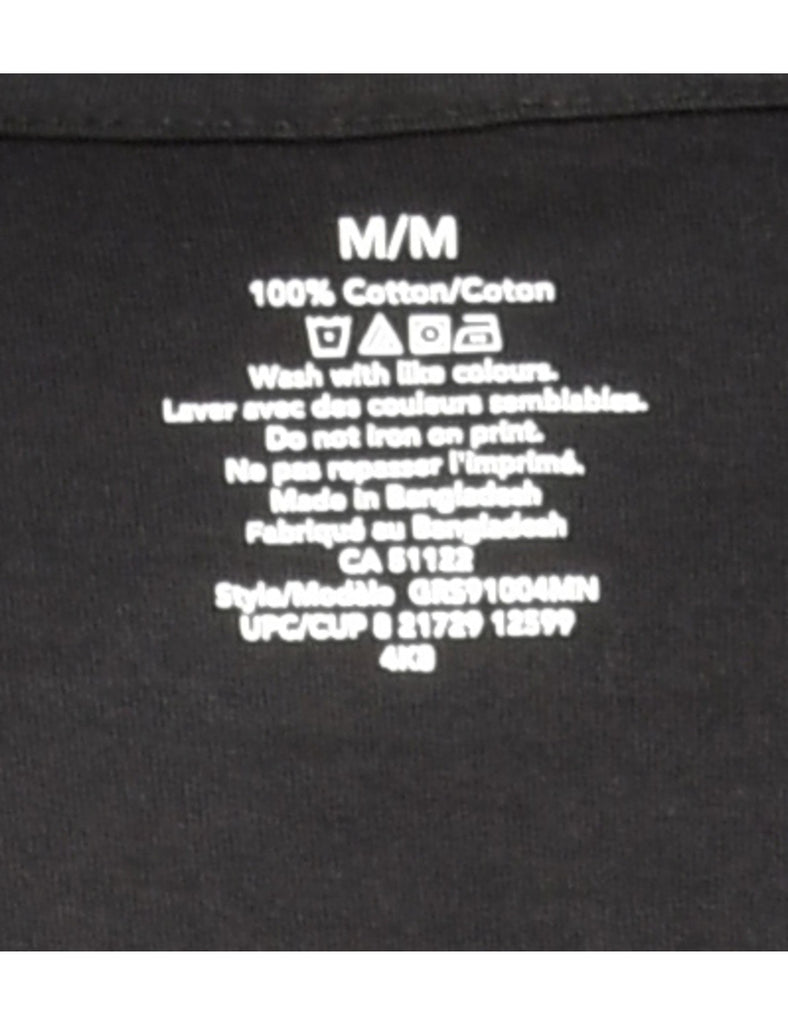 M/M
100% Cotton/Coton
Wash with like colours.
Laver avec des couleurs semblables.
Do not iron on print.
Ne pas repasser l'imprimé.
Made in Bangladesh
Fabriqué au Bangladesh
CA 51122
Style/Modèle GRS91004MN
UPC/CUP 8 21729 12599
4KB